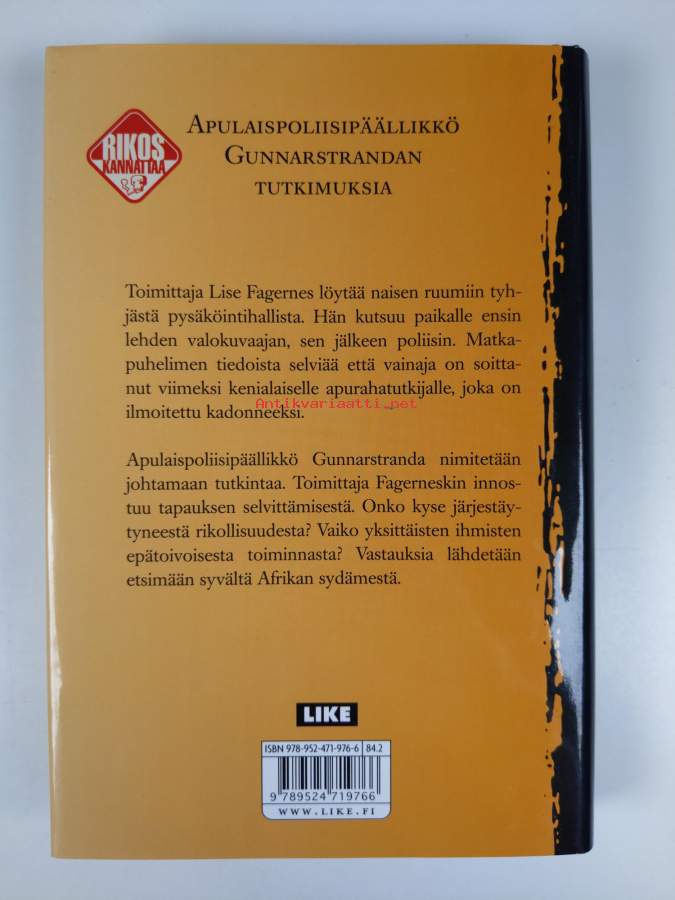 RIKOS
KANNATTAA
APULAISPOLIISIPÄÄLLIKKÖ
GUNNARSTRANDAN
TUTKIMUKSIA
Toimittaja Lise Fagernes löytää naisen ruumiin tyh-
jästä pysäköintihallista. Hän kutsuu paikalle ensin
lehden valokuvaajan, sen jälkeen poliisin. Matka-
puhelimen tiedoista selviää että vainaja on soitta-
nut viimeksi kenialaiselle apurahatutkijalle, joka on
Antikvariaatti.net
ilmoitettu kadonneeksi.
Apulaispoliisipäällikkö Gunnarstranda nimitetään
johtamaan tutkintaa. Toimittaja Fagerneskin innos-
tuu tapauksen selvittämisestä. Onko kyse järjestäy-
tyneestä rikollisuudesta? Vaiko yksittäisten ihmisten
epätoivoisesta toiminnasta? Vastauksia lähdetään
etsimään syvältä Afrikan sydämestä.
LIKE
ISBN 978-952-471-976-6 84.2
9 789524 719766
WWW.LIKE.FI